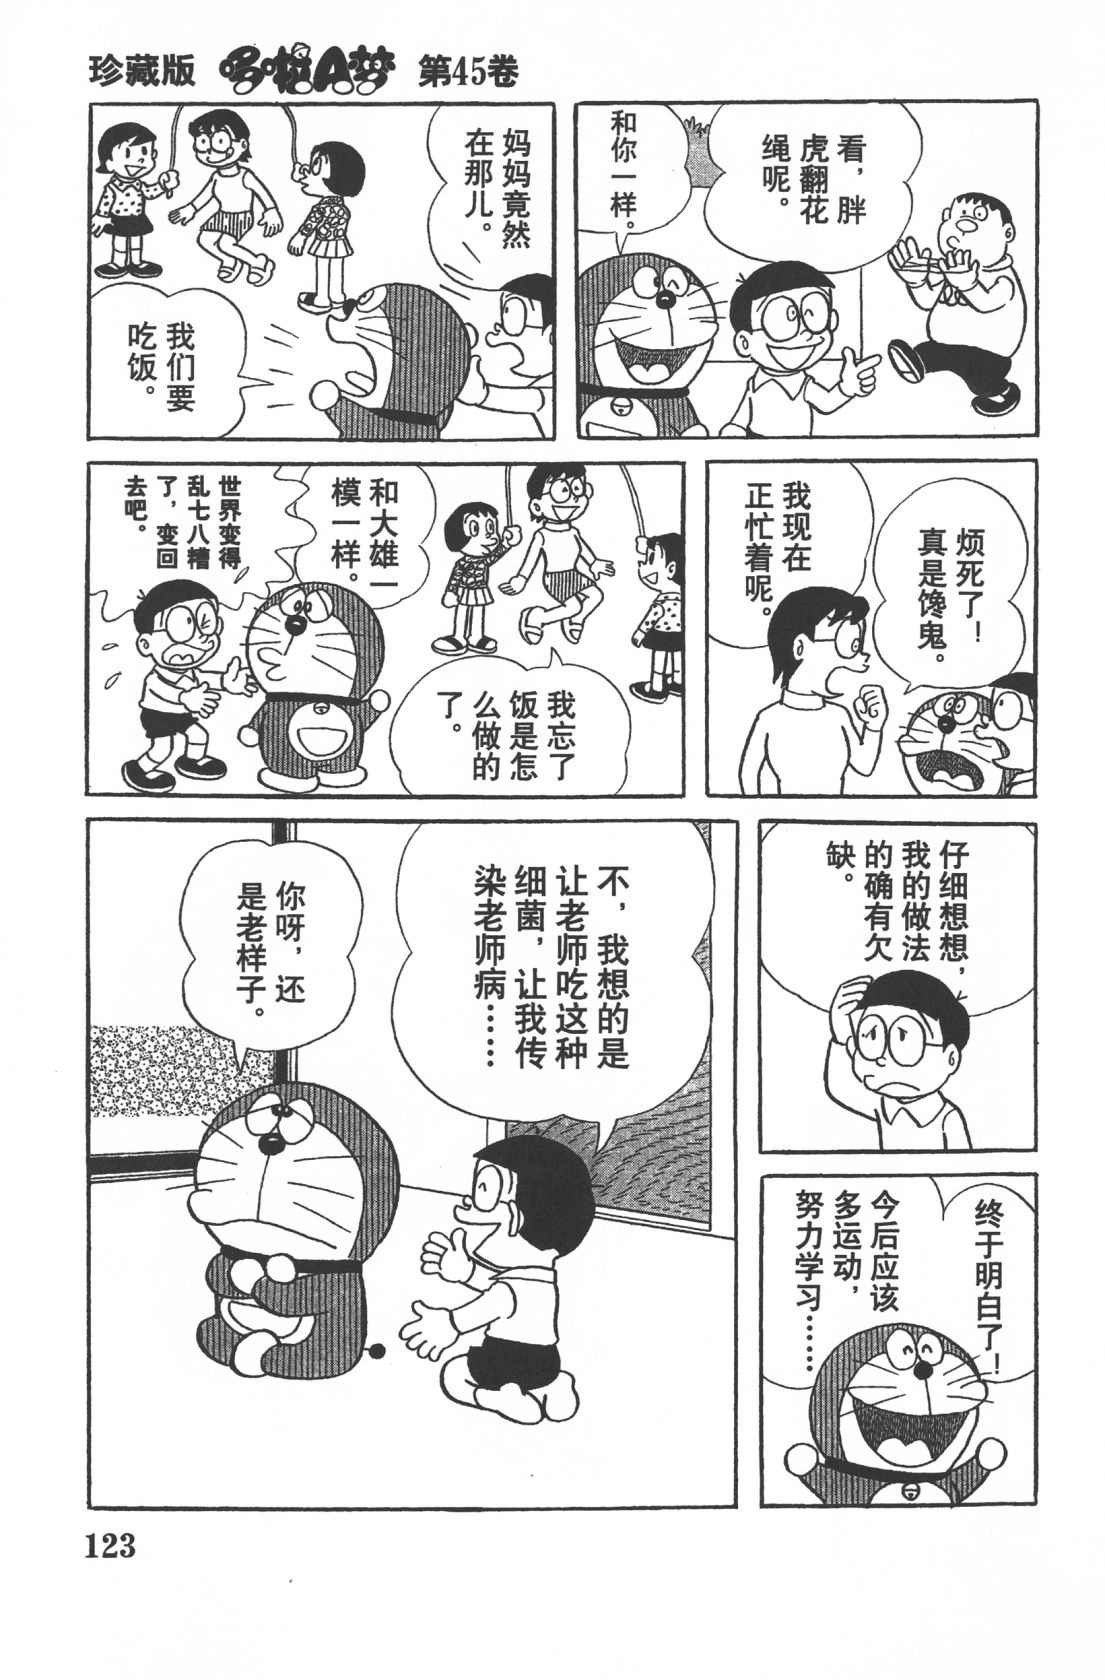 珍藏版 哆啦A梦 第45卷
看，胖
虎翻花
绳呢。
和你一样。
妈妈竟然
在那儿。
我们要
吃饭。
烦死了！
真是馋鬼。
我现在
正忙着呢。
我忘了
饭是怎
么做的
了。
和大雄一
模一样。
世界变得
乱七八糟
了，变回
去吧。
仔细想想，
我的做法
的确有欠
缺。
终于明白了！
今后应该
多运动，
努力学习……
不，我想的是
让老师吃这种
细菌，让我传
染老师病……
你呀，还
是老样子。
123